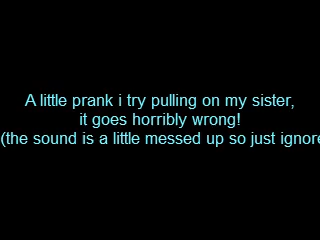 A little prank i try pulling on my sister,
it goes horribly wrong!
(the sound is a little messed up so just ignore